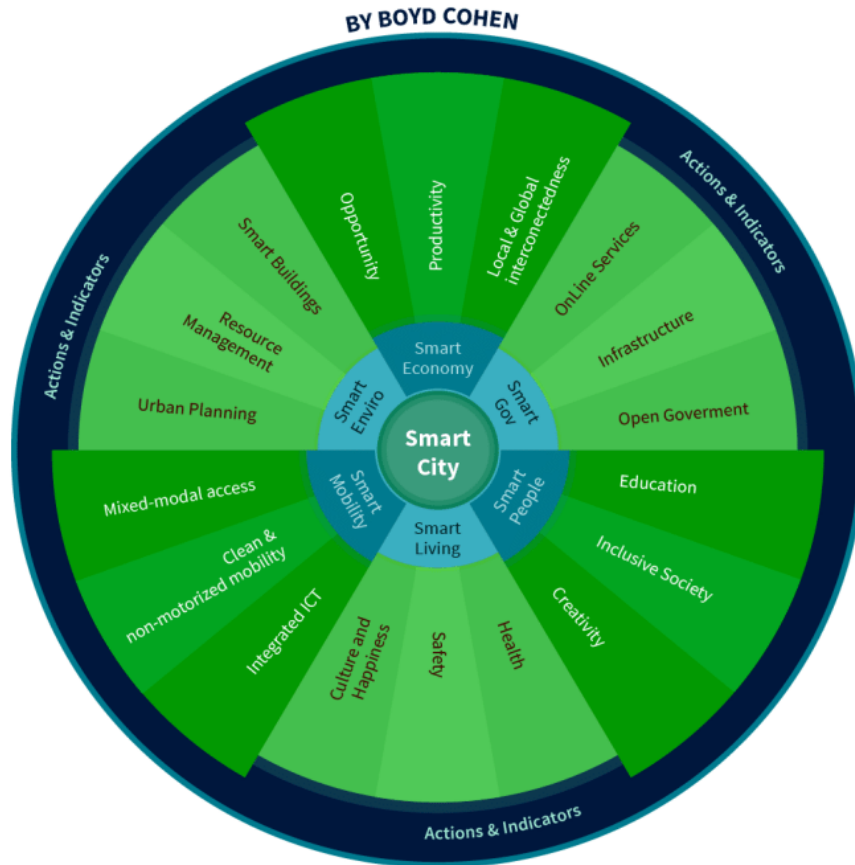 BY BOYD COHEN
Actions & Indicators
Actions & Indicators
Actions & Indicators
Opportunity
Productivity
Local & Global
interconectedness
OnLine Services
Infrastructure
Open Goverment
Education
Inclusive Society
Creativity
Health
Safety
Culture and
Happiness
Integrated ICT
Clean &
non-motorized mobility
Mixed-modal access
Urban Planning
Resource
Management
Smart Buildings
Smart
Economy
Smart
Gov
Smart
People
Smart
Living
Smart
Mobility
Smart
Enviro
Smart
City